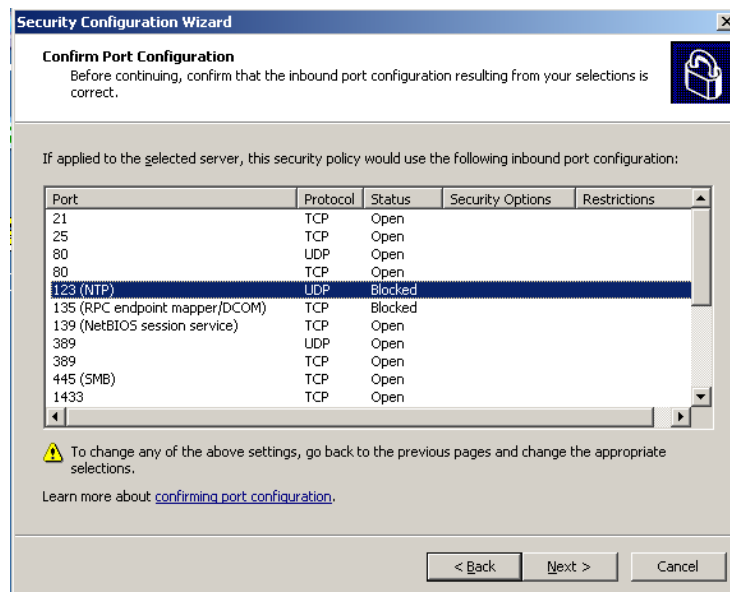 Security Configuration Wizard
Confirm Port Configuration
Before continuing, confirm that the inbound port configuration resulting from your selections is
correct.
If applied to the selected server, this security policy would use the following inbound port configuration:
Port Protocol Status Security Options Restrictions
21 TCP Open
25 TCP Open
80 UDP Open
80 TCP Open
123 (NTP) UDP Blocked
135 (RPC endpoint mapper/DCOM) TCP Blocked
139 (NetBIOS session service) TCP Open
389 UDP Open
389 TCP Open
445 (SMB) TCP Open
1433 TCP Open
To change any of the above settings, go back to the previous pages and change the appropriate
selections.
Learn more about confirming port configuration.
< Back Next > Cancel